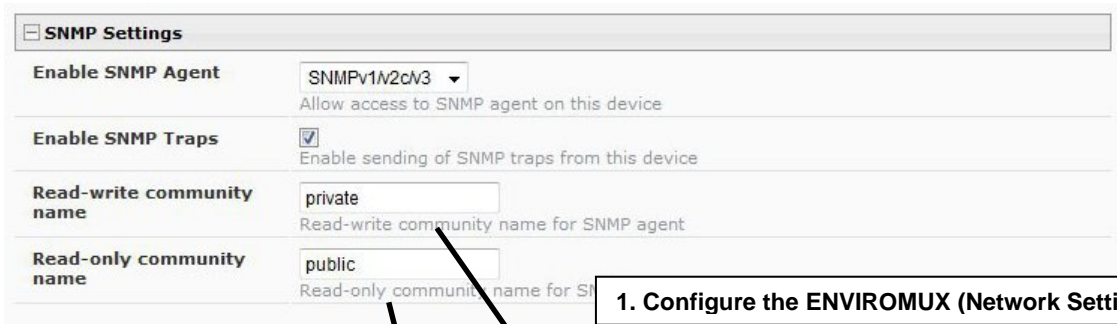 SNMP Settings
Enable SNMP Agent
SNMPv1/v2c/v3
Allow access to SNMP agent on this device
Enable SNMP Traps
Enable sending of SNMP traps from this device
Read-write community
name
private
Read-write community name for SNMP agent
Read-only community
name
public
Read-only community name for
1. Configure the ENVIROMUX (Network